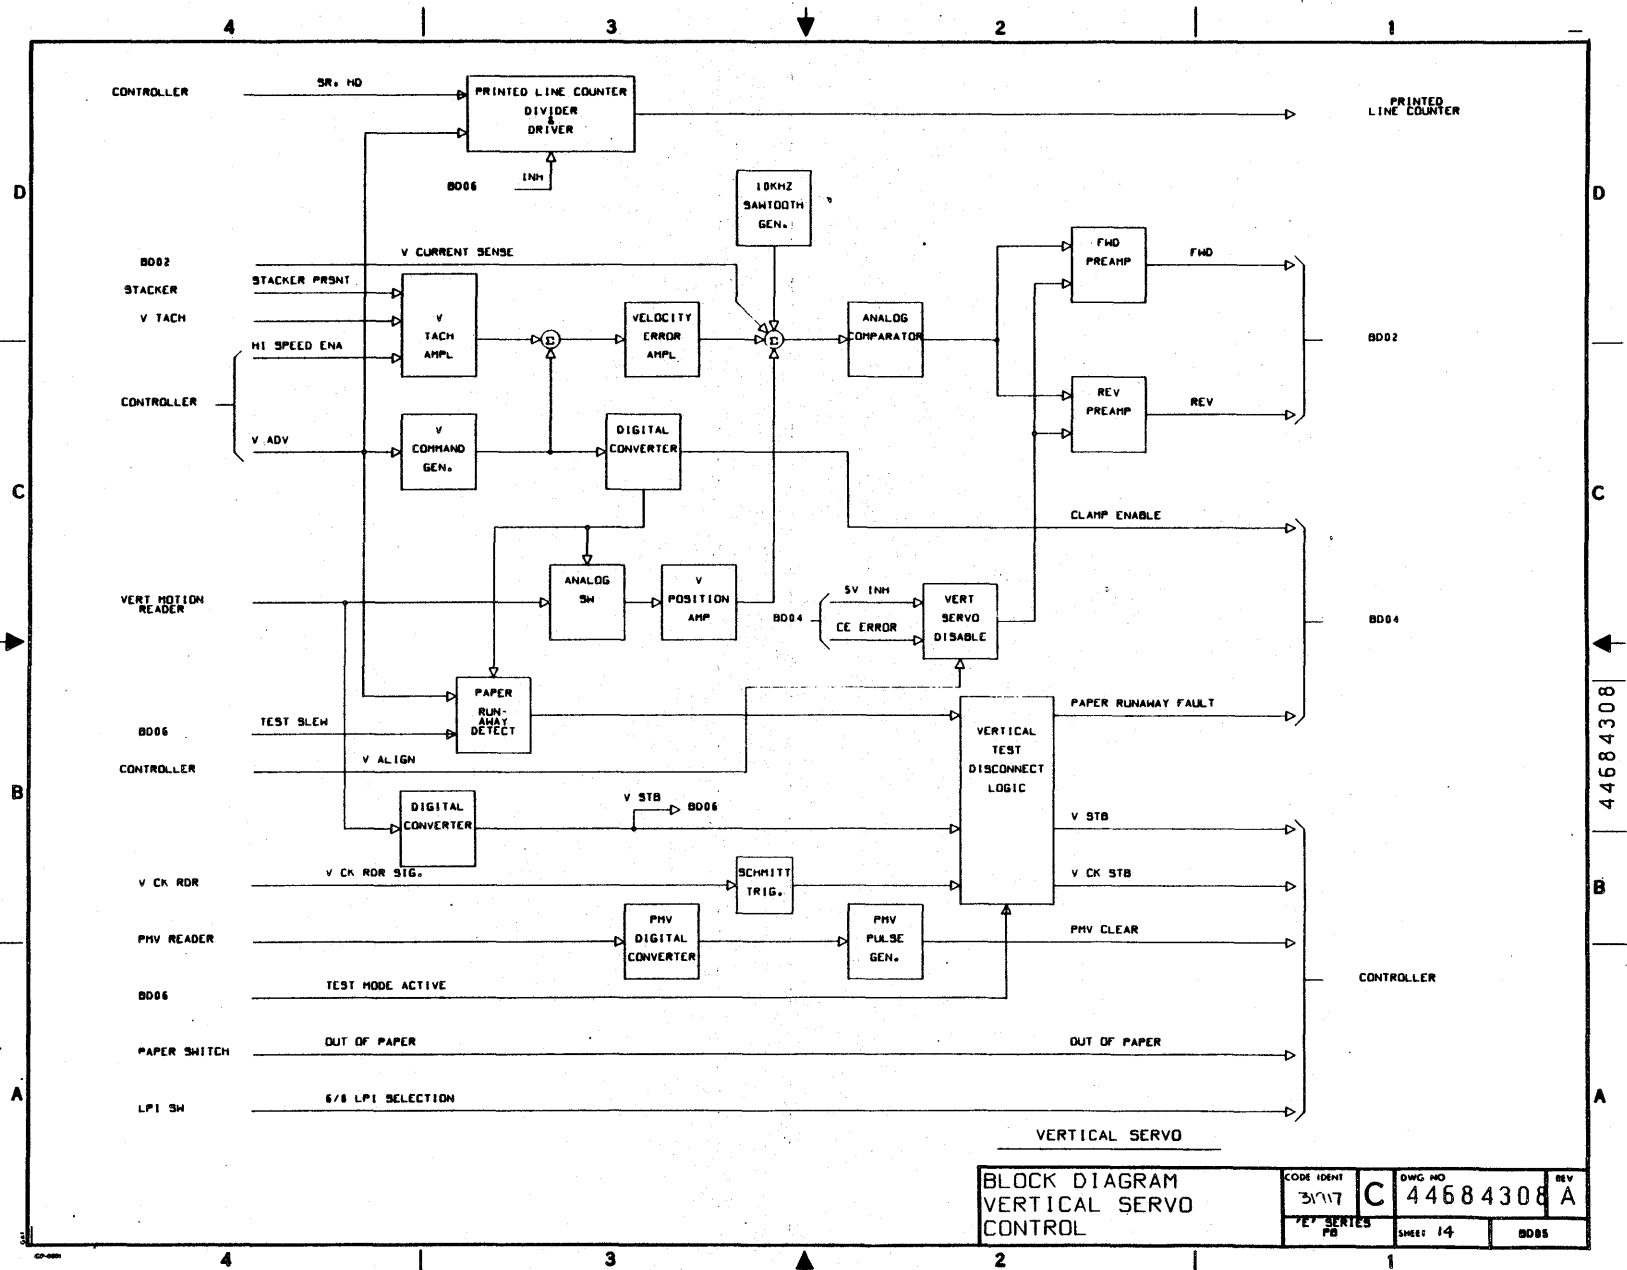 4 3 2 1
CONTROLLER
SR. HD
PRINTED LINE COUNTER
DIVIDER
&
DRIVER
PRINTED
LINE COUNTER
INH
BD06
D
D
10KHZ
SAWTOOTH
GEN.
V CURRENT SENSE
BD02
STACKER PRSNT
STACKER
V TACH
HI SPEED ENA
CONTROLLER
V ADV
V
TACH
AMPL
Σ
VELOCITY
ERROR
AMPL
Σ
ANALOG
COMPARATOR
FWD
PREAMP
FWD
BD02
REV
PREAMP
REV
V
COMMAND
GEN.
DIGITAL
CONVERTER
C
C
CLAMP ENABLE
VERT MOTION
READER
ANALOG
SW
V
POSITION
AMP
BD04
5V INH
CE ERROR
VERT
SERVO
DISABLE
BD04
PAPER
RUN-
AWAY
DETECT
TEST SLEW
BD06
V ALIGN
CONTROLLER
VERTICAL
TEST
DISCONNECT
LOGIC
PAPER RUNAWAY FAULT
44684308
B
DIGITAL
CONVERTER
V STB
BD06
V STB
V CK RDR
V CK RDR SIG.
SCHMITT
TRIG.
V CK STB
B
PMV READER
PMV
DIGITAL
CONVERTER
PMV
PULSE
GEN.
PMV CLEAR
CONTROLLER
BD06
TEST MODE ACTIVE
PAPER SWITCH
OUT OF PAPER
OUT OF PAPER
A
A
LPI SW
6/8 LPI SELECTION
VERTICAL SERVO
BLOCK DIAGRAM
VERTICAL SERVO
CONTROL
CODE IDENT
31917
C
DWG NO
44684308
REV
A
"E" SERIES
PB
SHEET 14
BD05
4 3 2 1